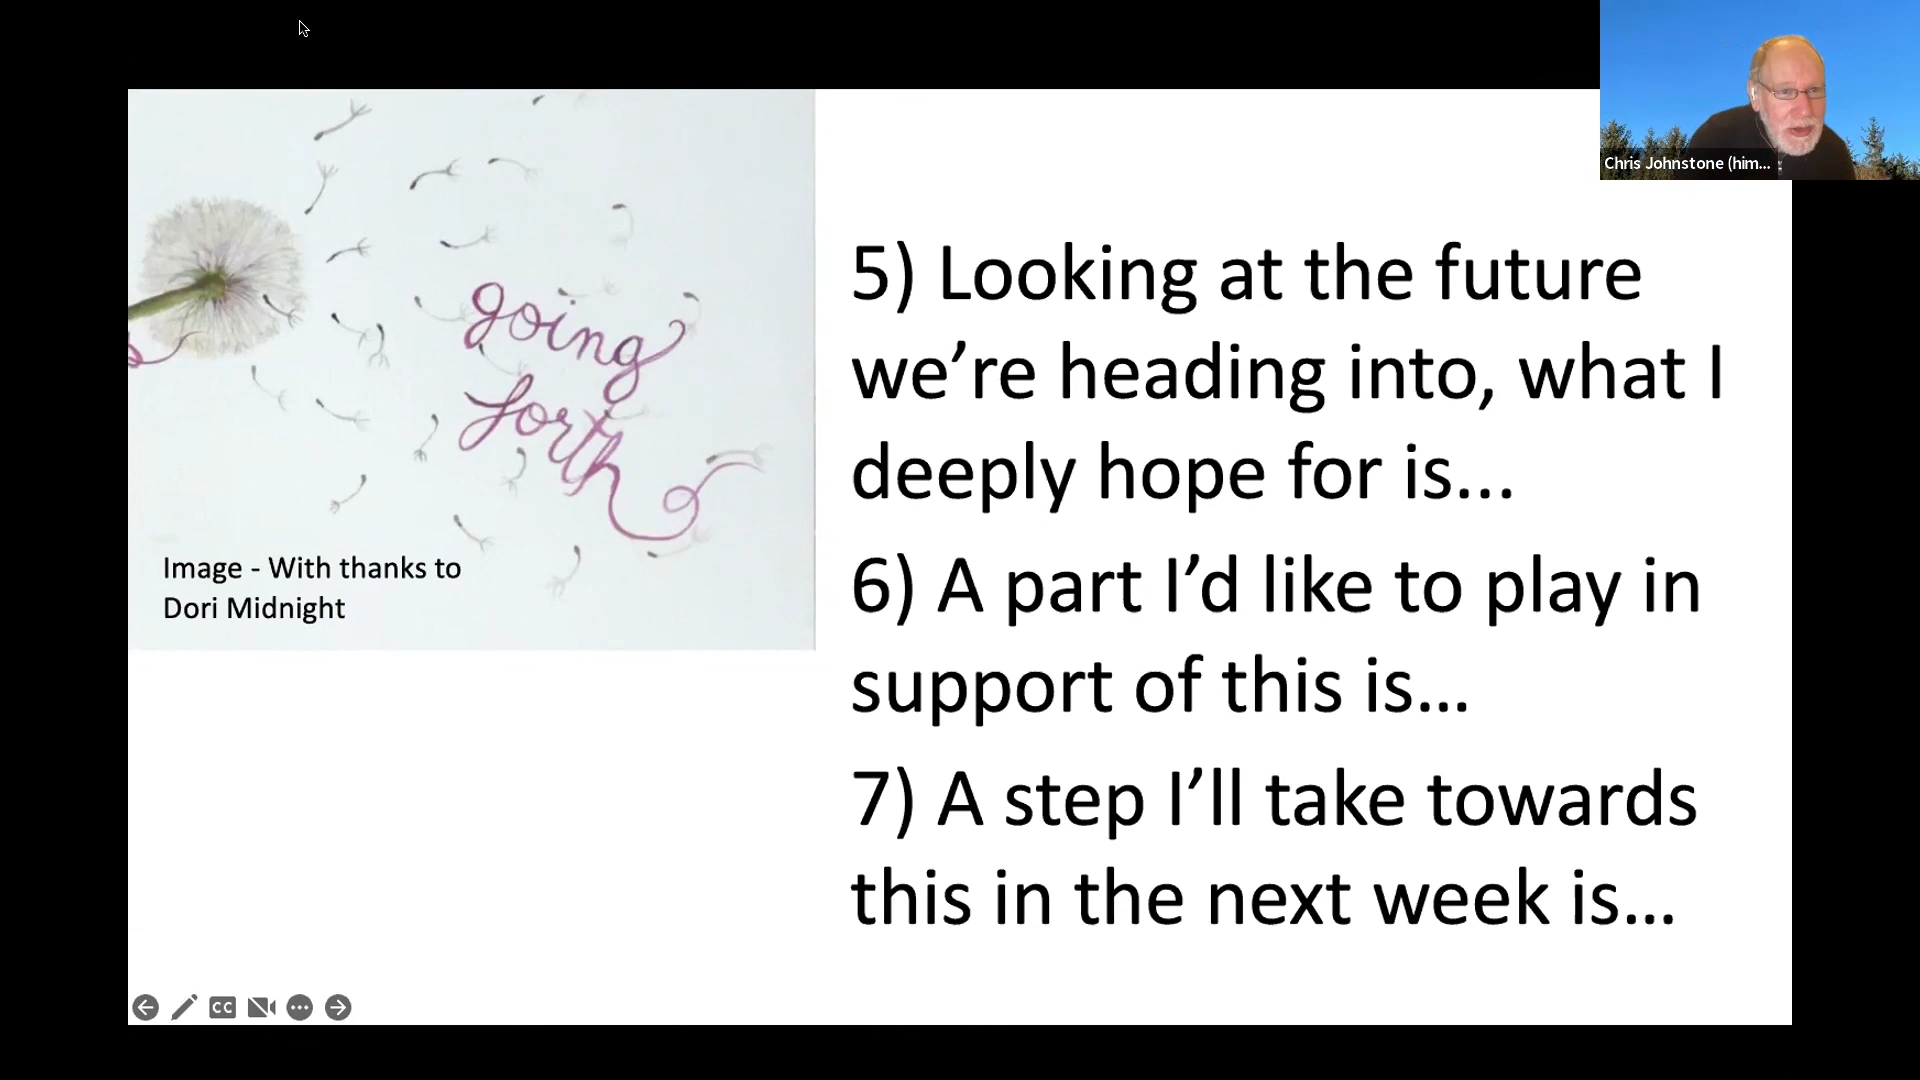 Chris Johnstone (him...
going
forth
Image - With thanks to
Dori Midnight
5) Looking at the future
we’re heading into, what I
deeply hope for is...
6) A part I’d like to play in
support of this is...
7) A step I’ll take towards
this in the next week is...
CC